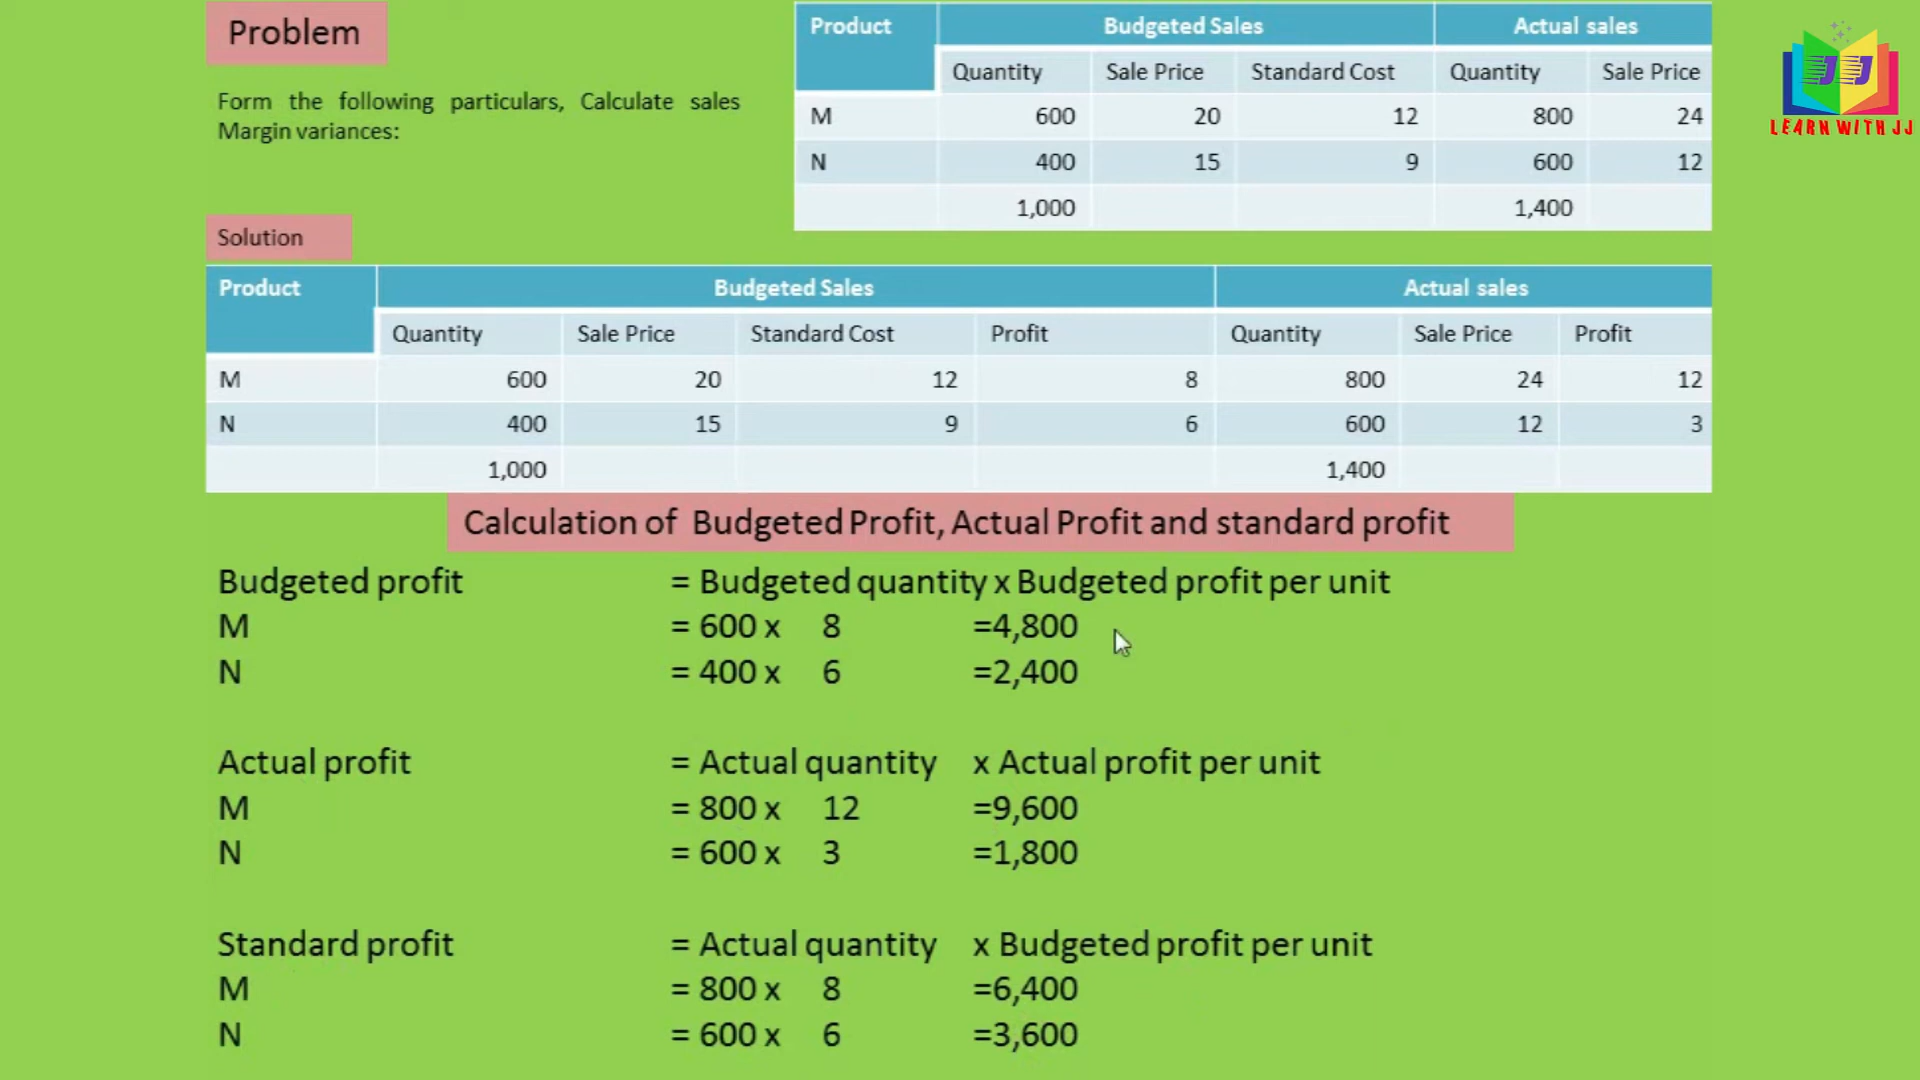 Problem
Form the following particulars, Calculate sales
Margin variances:
Product Budgeted Sales Actual sales
Quantity Sale Price Standard Cost Quantity Sale Price
M 600 20 12 800 24
N 400 15 9 600 12
1,000 1,400
JJ
LEARN WITH JJ
Solution
Product Budgeted Sales Actual sales
Quantity Sale Price Standard Cost Profit Quantity Sale Price Profit
M 600 20 12 8 800 24 12
N 400 15 9 6 600 12 3
1,000 1,400
Calculation of Budgeted Profit, Actual Profit and standard profit
Budgeted profit = Budgeted quantity x Budgeted profit per unit
M = 600 x 8 =4,800
N = 400 x 6 =2,400
Actual profit = Actual quantity x Actual profit per unit
M = 800 x 12 =9,600
N = 600 x 3 =1,800
Standard profit = Actual quantity x Budgeted profit per unit
M = 800 x 8 =6,400
N = 600 x 6 =3,600